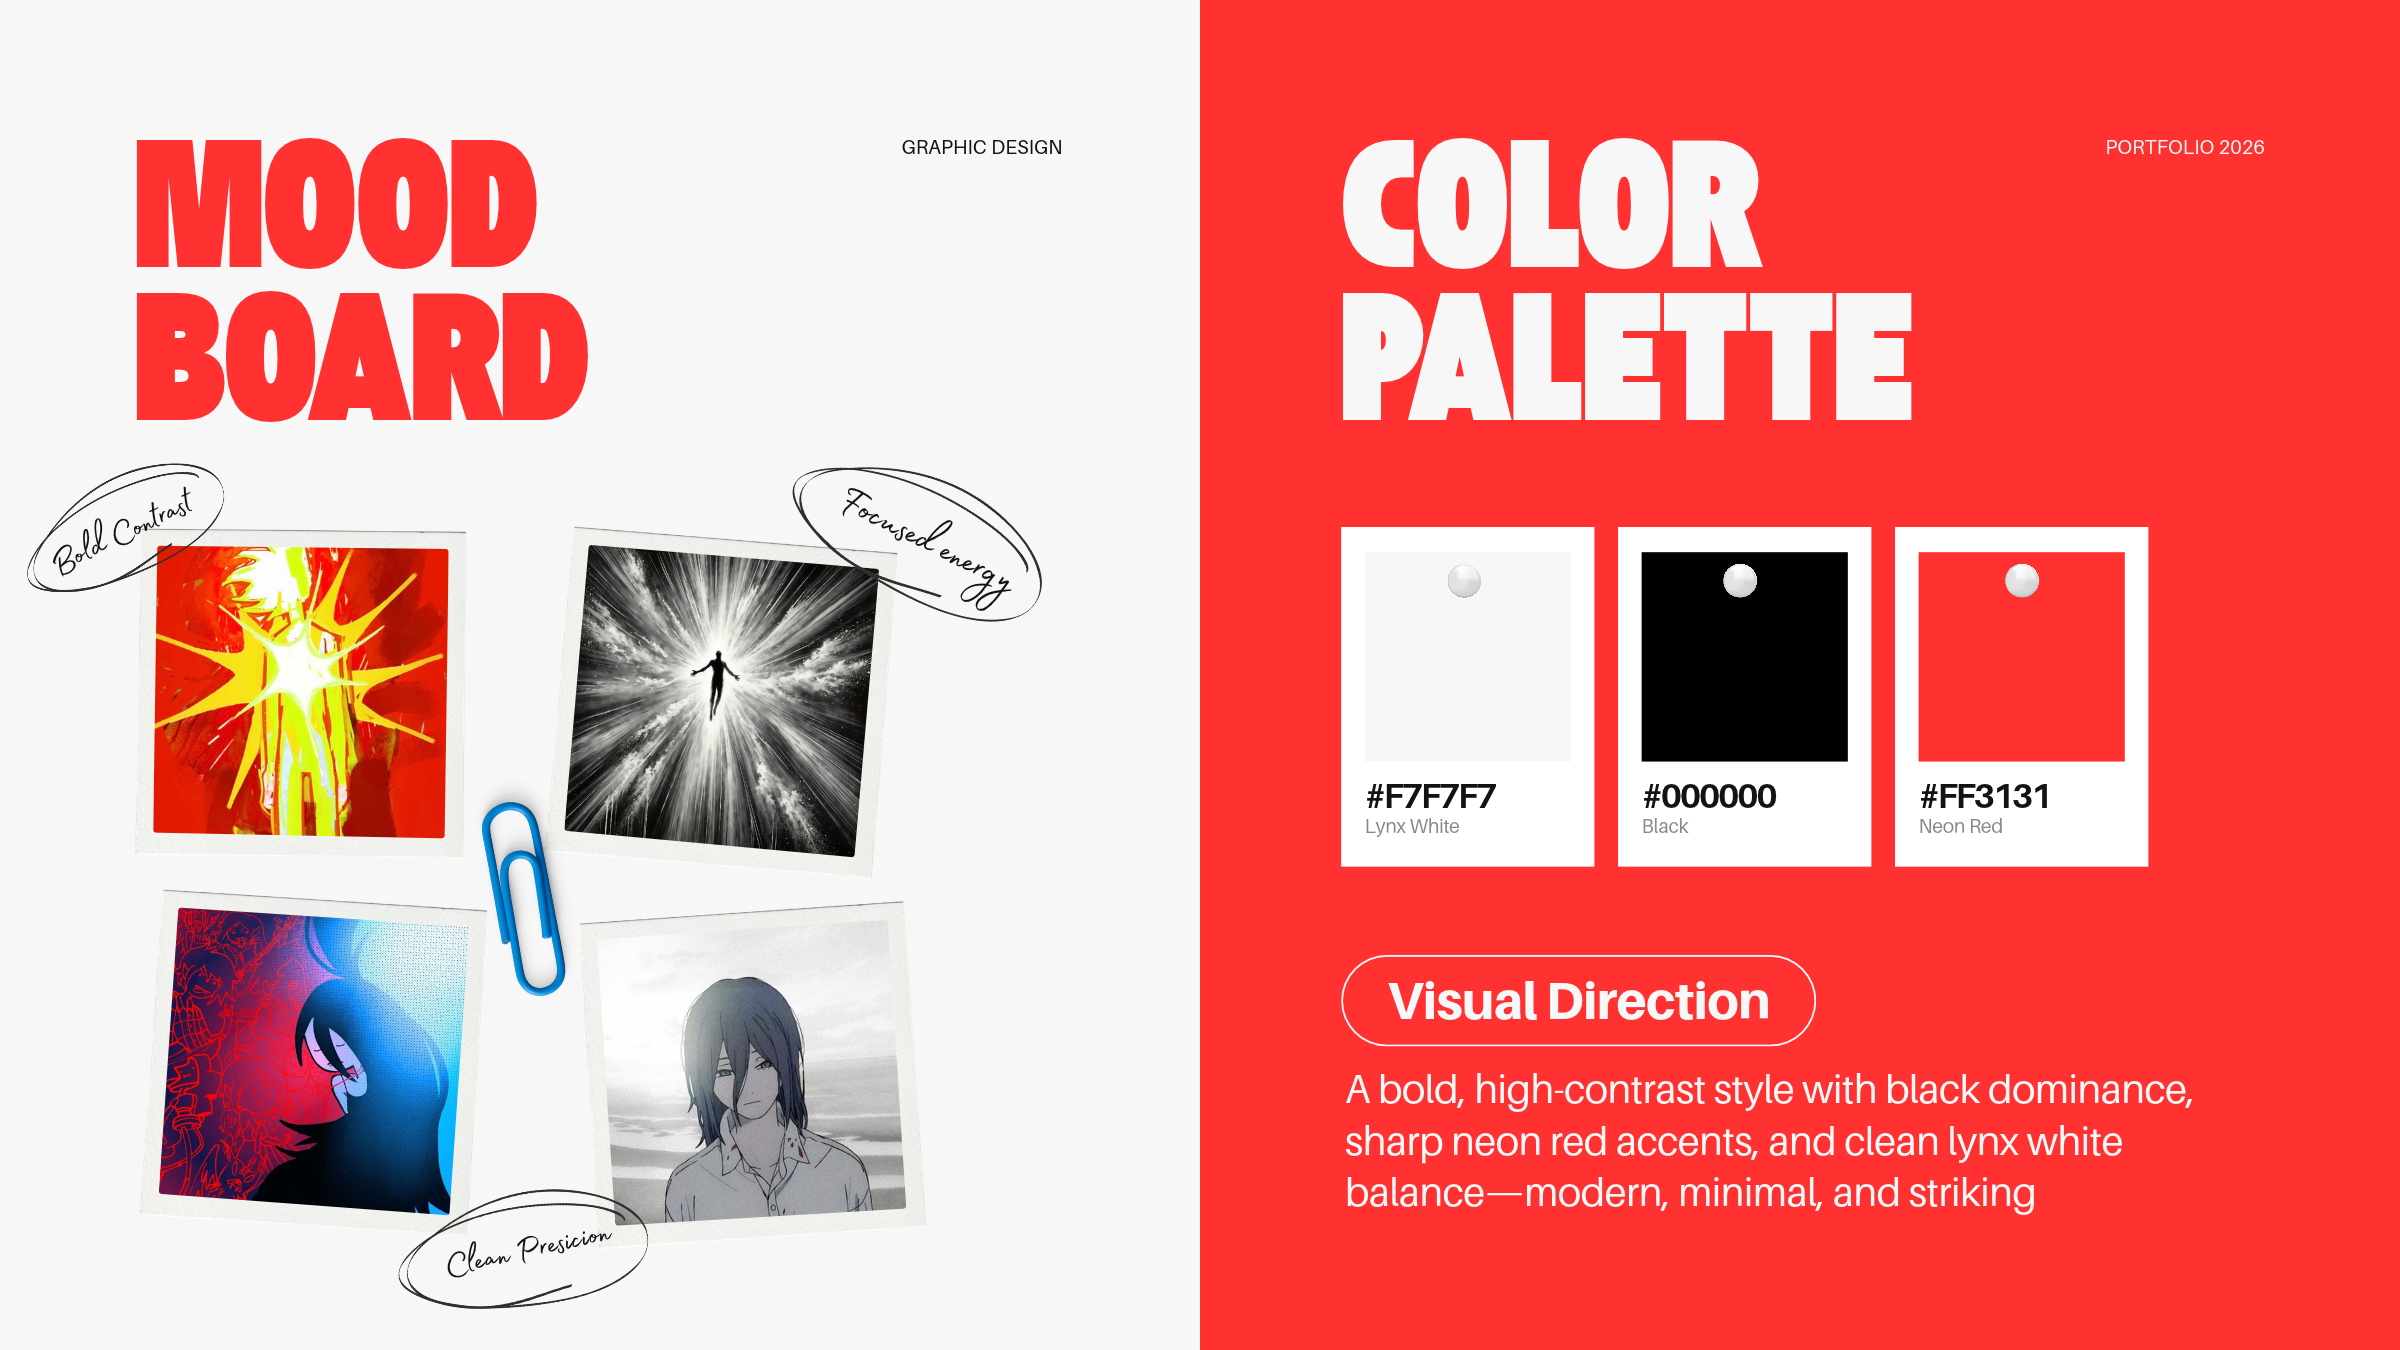 MOOD
BOARD
GRAPHIC DESIGN
Bold Contrast
Focused energy
Clean Presicion
COLOR
PALETTE
PORTFOLIO 2026
#F7F7F7
Lynx White
#000000
Black
#FF3131
Neon Red
Visual Direction
A bold, high-contrast style with black dominance,
sharp neon red accents, and clean lynx white
balance—modern, minimal, and striking